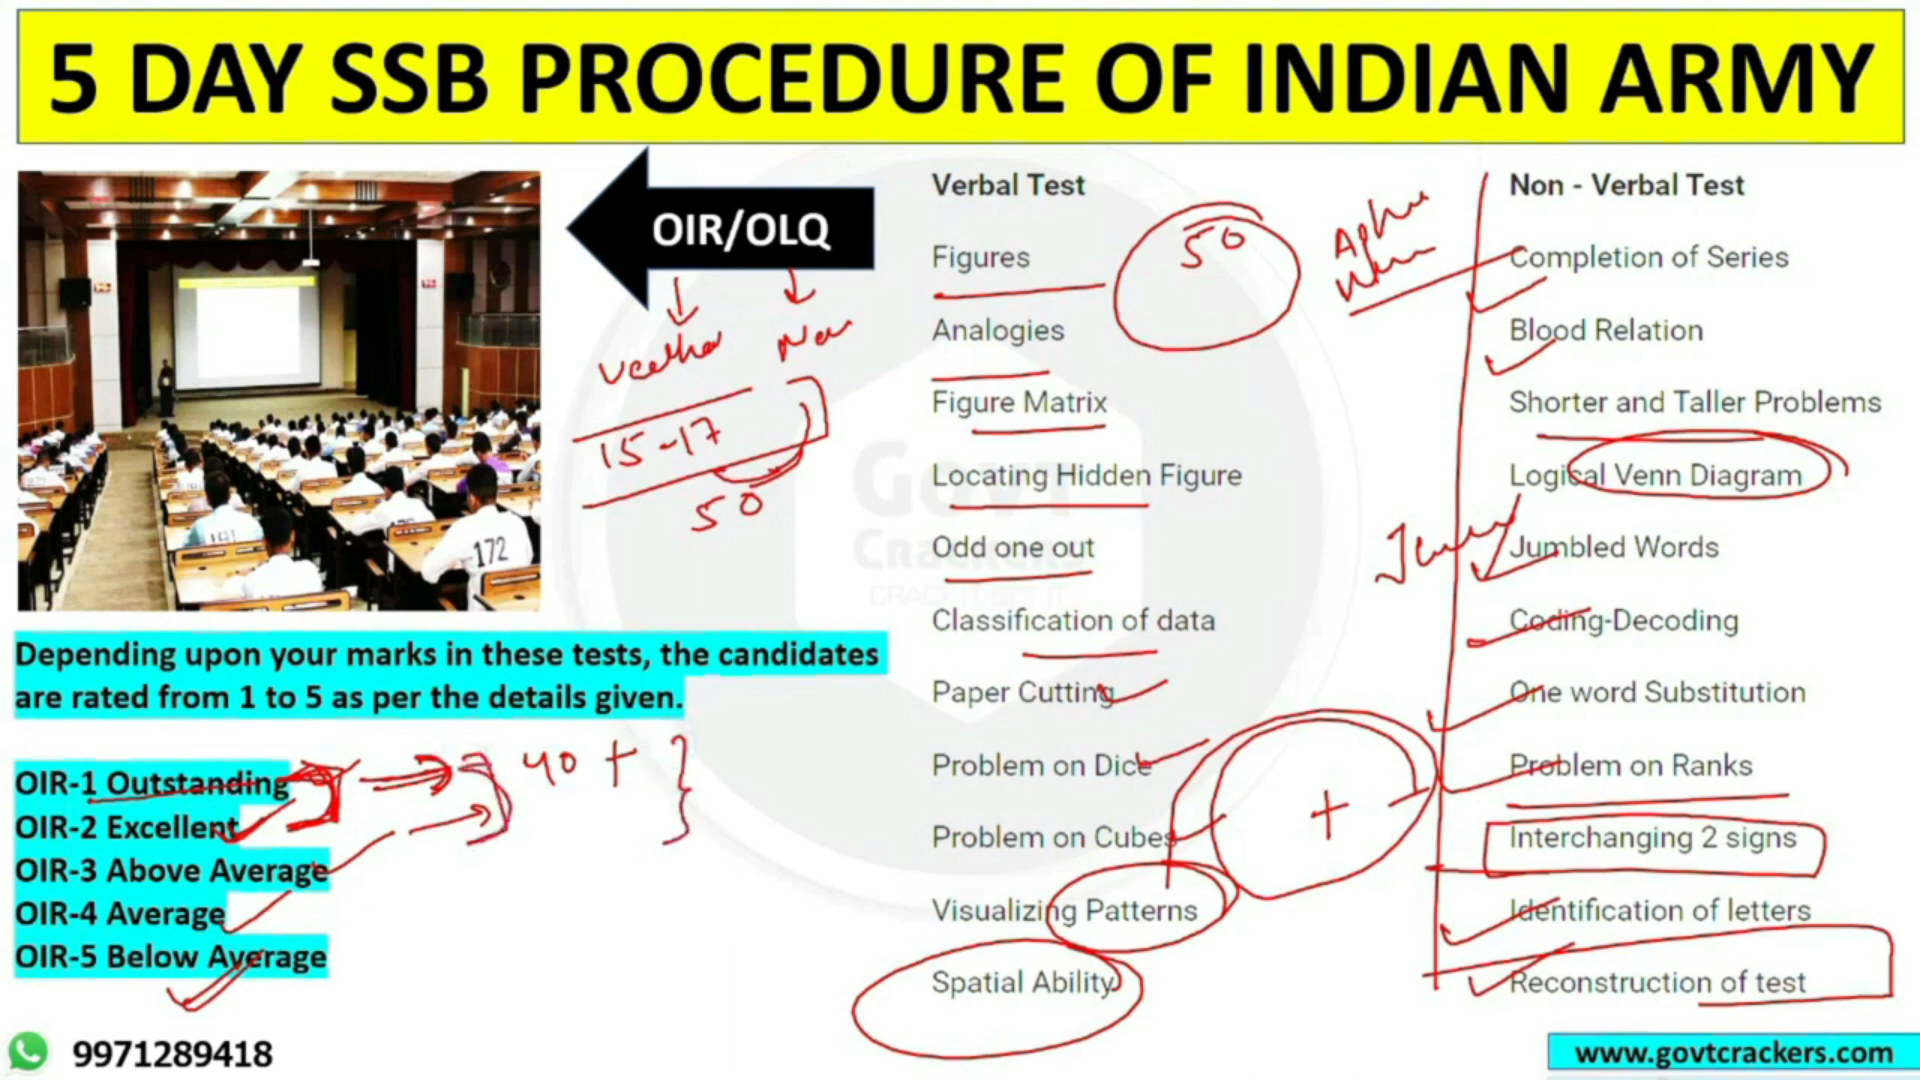 5 DAY SSB PROCEDURE OF INDIAN ARMY
OIR/OLQ
15-17
50
172
Depending upon your marks in these tests, the candidates
are rated from 1 to 5 as per the details given.
OIR-1 Outstanding
OIR-2 Excellent
OIR-3 Above Average
OIR-4 Average
OIR-5 Below Average
40 +
9971289418
Verbal Test
Figures
50
Analogies
Figure Matrix
Locating Hidden Figure
Odd one out
Classification of data
Paper Cutting
Problem on Dice
Problem on Cubes
Visualizing Patterns
Spatial Ability
+
Govt
Crackers
Non - Verbal Test
Completion of Series
Blood Relation
Shorter and Taller Problems
Logical Venn Diagram
Jumbled Words
Coding-Decoding
One word Substitution
Problem on Ranks
Interchanging 2 signs
Identification of letters
Reconstruction of test
www.govtcrackers.com